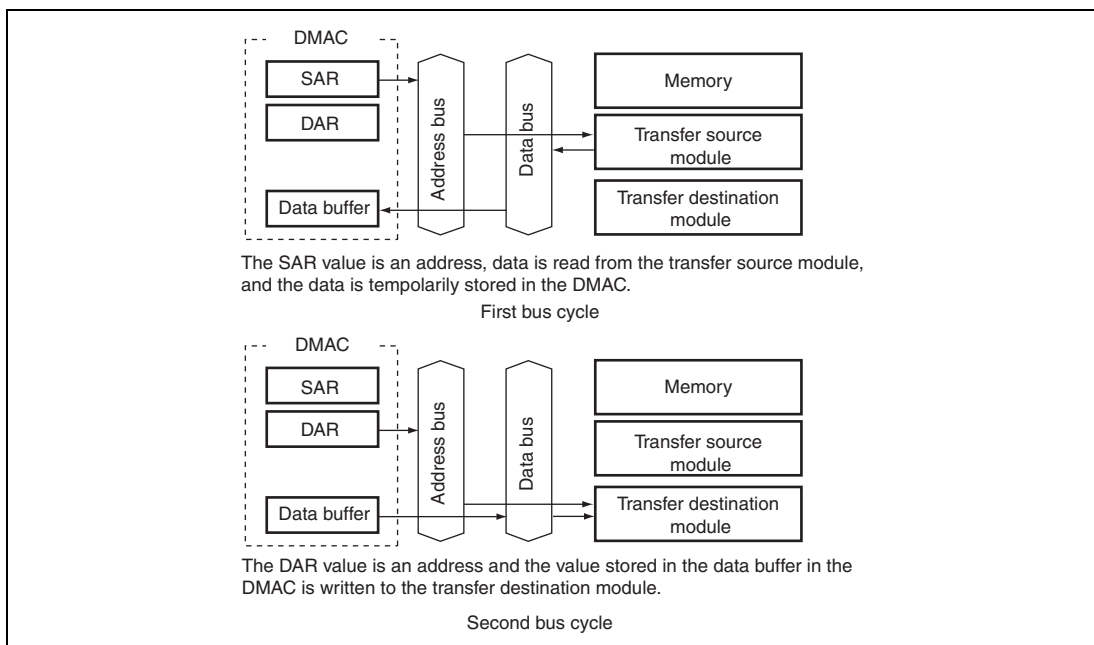 DMAC
SAR
DAR
Data buffer
Address bus
Data bus
Memory
Transfer source
module
Transfer destination
module
The SAR value is an address, data is read from the transfer source module,
and the data is tempolarily stored in the DMAC.
First bus cycle
DMAC
SAR
DAR
Data buffer
Address bus
Data bus
Memory
Transfer source
module
Transfer destination
module
The DAR value is an address and the value stored in the data buffer in the
DMAC is written to the transfer destination module.
Second bus cycle